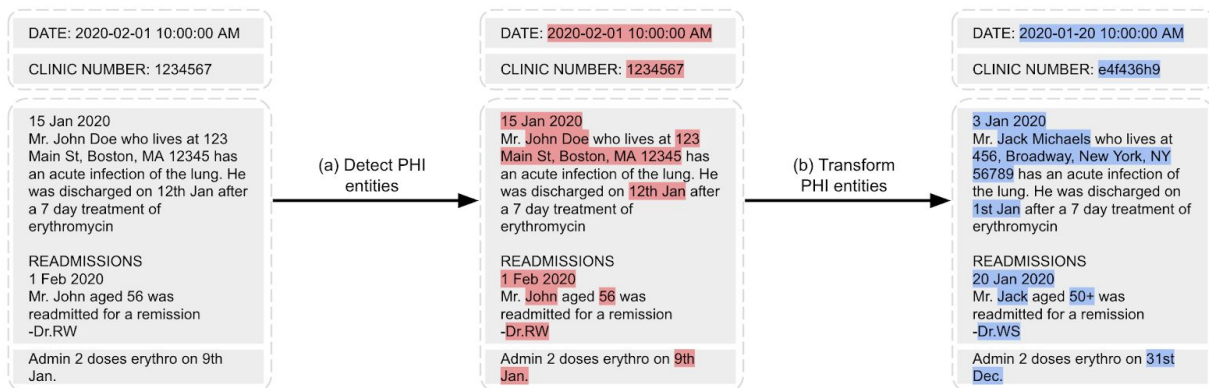 DATE: 2020-02-01 10:00:00 AM
CLINIC NUMBER: 1234567
15 Jan 2020
Mr. John Doe who lives at 123
Main St, Boston, MA 12345 has
an acute infection of the lung. He
was discharged on 12th Jan after
a 7 day treatment of
erythromycin
READMISSIONS
1 Feb 2020
Mr. John aged 56 was
readmitted for a remission
-Dr.RW
Admin 2 doses erythro on 9th
Jan.
(a) Detect PHI
entities
DATE: 2020-02-01 10:00:00 AM
CLINIC NUMBER: 1234567
15 Jan 2020
Mr. John Doe who lives at 123
Main St, Boston, MA 12345 has
an acute infection of the lung. He
was discharged on 12th Jan after
a 7 day treatment of
erythromycin
READMISSIONS
1 Feb 2020
Mr. John aged 56 was
readmitted for a remission
-Dr.RW
Admin 2 doses erythro on 9th
Jan.
(b) Transform
PHI entities
DATE: 2020-01-20 10:00:00 AM
CLINIC NUMBER: e4f436h9
3 Jan 2020
Mr. Jack Michaels who lives at
456, Broadway, New York, NY
56789 has an acute infection of
the lung. He was discharged on
1st Jan after a 7 day treatment of
erythromycin
READMISSIONS
20 Jan 2020
Mr. Jack aged 50+ was
readmitted for a remission
-Dr.WS
Admin 2 doses erythro on 31st
Dec.